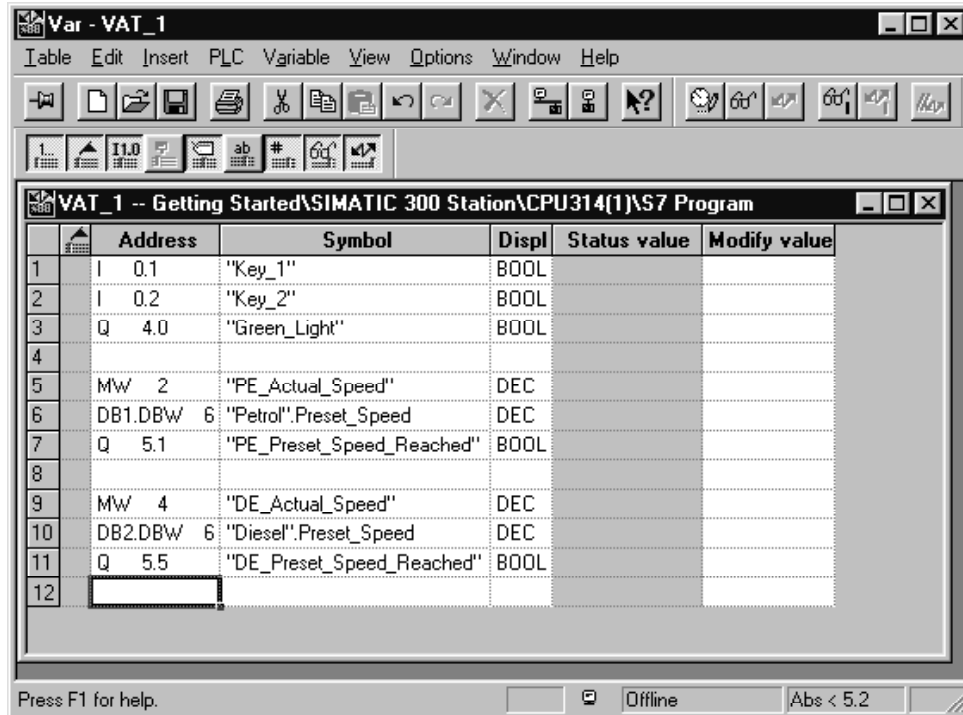 Var - VAT_1
Table Edit Insert PLC Variable View Options Window Help
1... I1.0 ab #
VAT_1 -- Getting Started\SIMATIC 300 Station\CPU314(1)\S7 Program
Address Symbol Displ Status value Modify value
1 I 0.1 "Key_1" BOOL
2 I 0.2 "Key_2" BOOL
3 Q 4.0 "Green_Light" BOOL
4
5 MW 2 "PE_Actual_Speed" DEC
6 DB1.DBW 6 "Petrol".Preset_Speed DEC
7 Q 5.1 "PE_Preset_Speed_Reached" BOOL
8
9 MW 4 "DE_Actual_Speed" DEC
10 DB2.DBW 6 "Diesel".Preset_Speed DEC
11 Q 5.5 "DE_Preset_Speed_Reached" BOOL
12
Press F1 for help. Offline Abs < 5.2